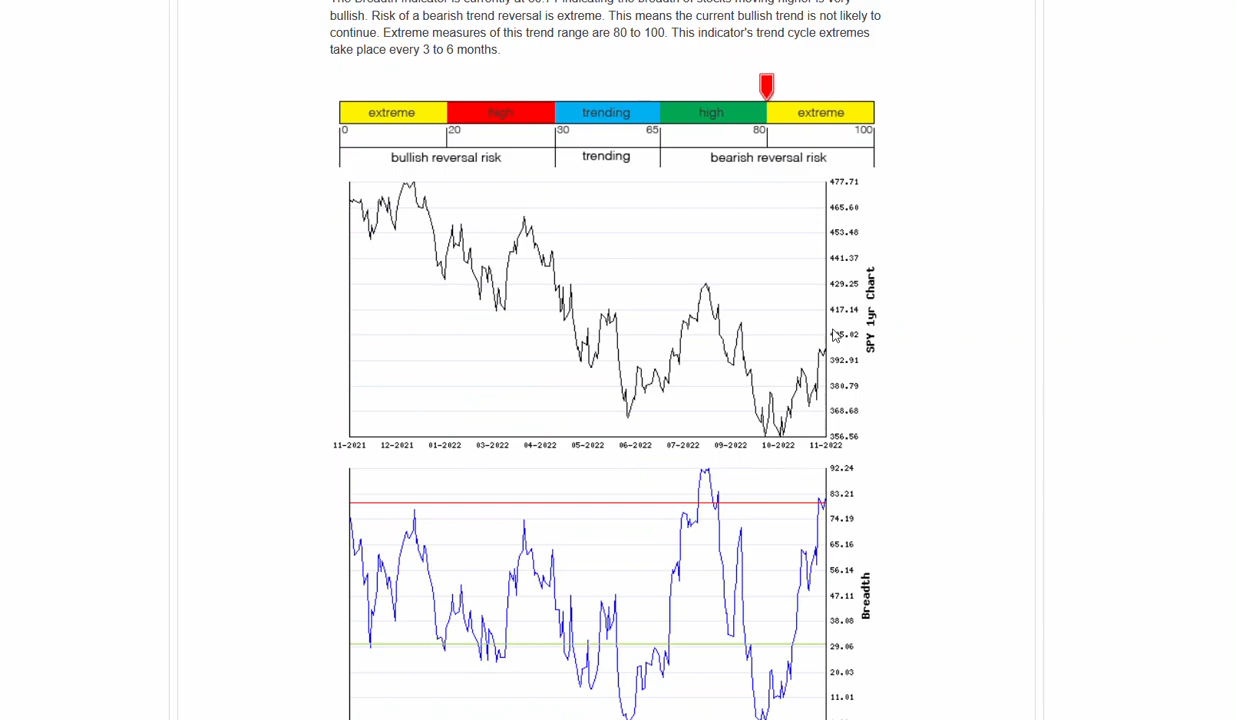 bullish. Risk of a bearish trend reversal is extreme. This means the current bullish trend is not likely to
continue. Extreme measures of this trend range are 80 to 100. This indicator's trend cycle extremes
take place every 3 to 6 months.
extreme high trending high extreme
0 20 30 65 80 100
bullish reversal risk trending bearish reversal risk
477.71
465.60
453.48
441.37
429.25
417.14
392.91
380.79
368.68
356.56
SPY 1yr Chart
11-2021 12-2021 01-2022 03-2022 04-2022 05-2022 06-2022 07-2022 09-2022 10-2022 11-2022
92.24
83.21
74.19
65.16
56.14
47.11
38.08
29.06
20.03
11.01
Breadth